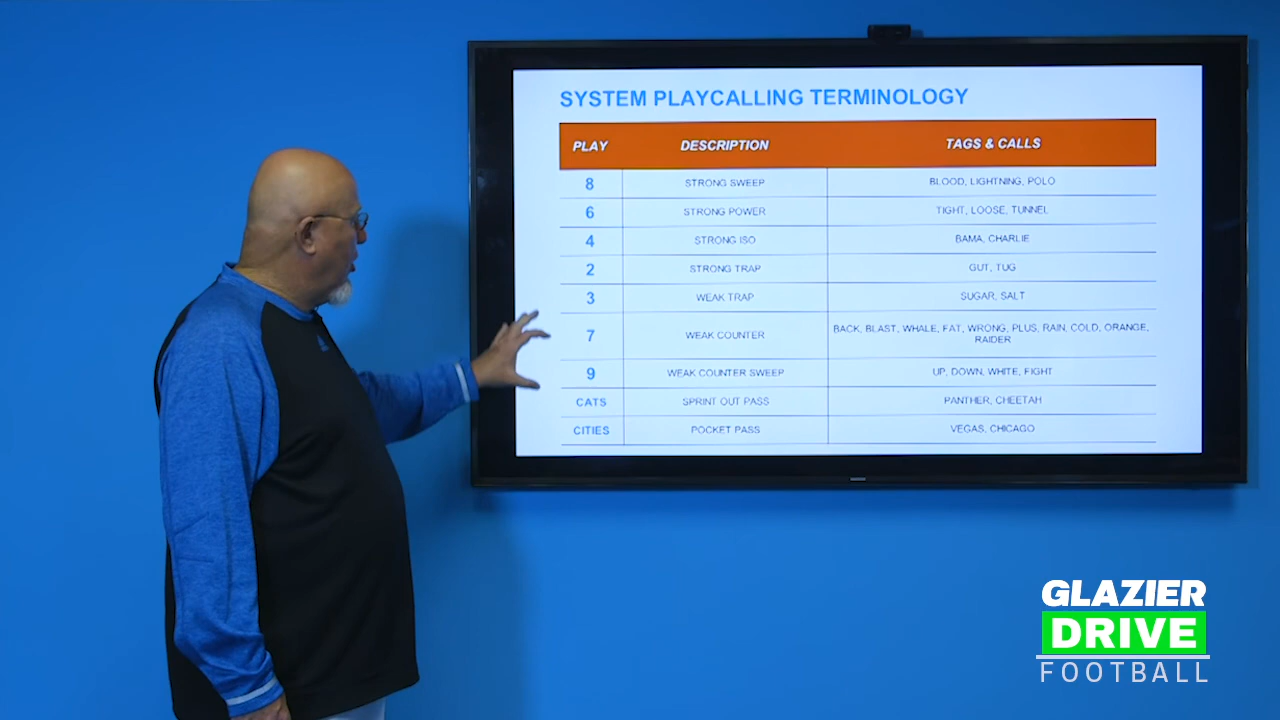 SYSTEM PLAYCALLING TERMINOLOGY
PLAY DESCRIPTION TAGS & CALLS
8 STRONG SWEEP BLOOD, LIGHTNING, POLO
6 STRONG POWER TIGHT, LOOSE, TUNNEL
4 STRONG ISO BAMA, CHARLIE
2 STRONG TRAP GUT, TUG
3 WEAK TRAP SUGAR, SALT
7 WEAK COUNTER BACK, BLAST, WHALE, FAT, WRONG, PLUS, RAIN, COLD, ORANGE,
RAIDER
9 WEAK COUNTER SWEEP UP, DOWN, WHITE, FIGHT
CATS SPRINT OUT PASS PANTHER, CHEETAH
CITIES POCKET PASS VEGAS, CHICAGO
GLAZIER
DRIVE
FOOTBALL